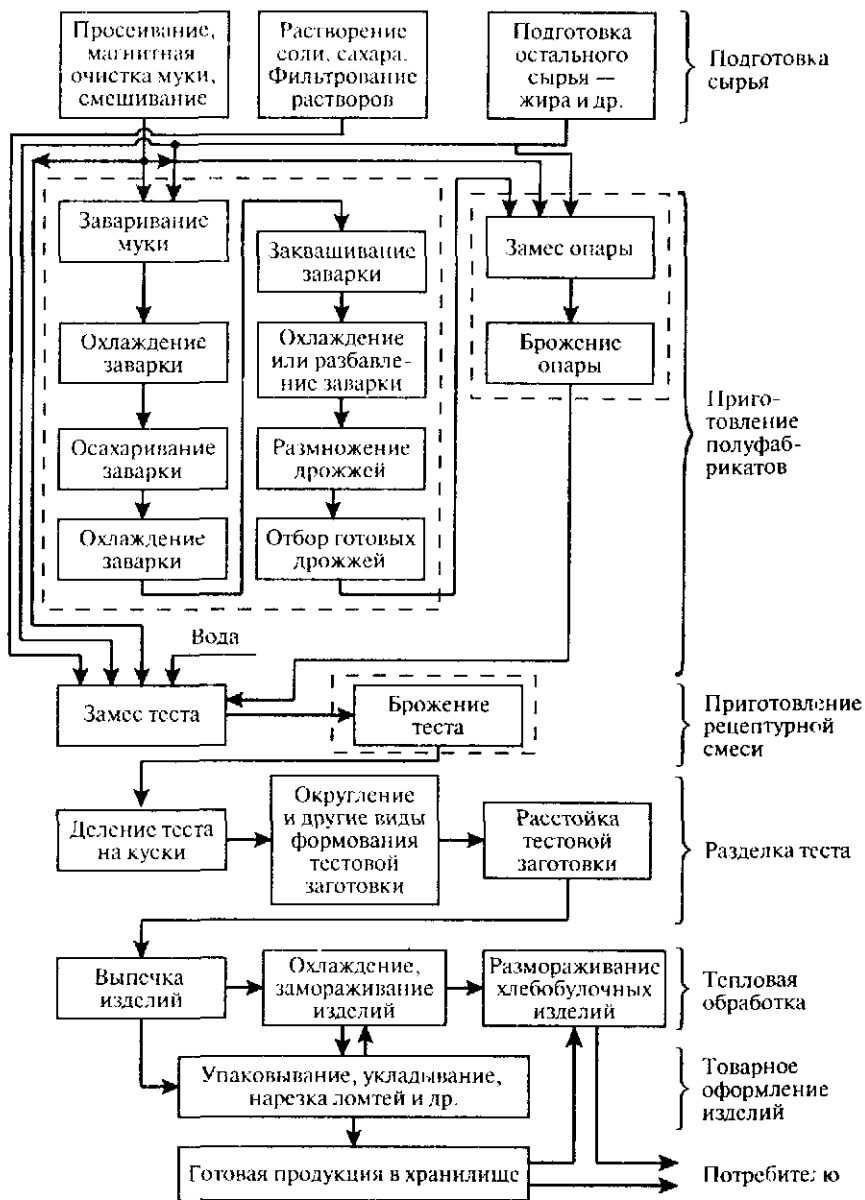 Просеивание,
магнитная
очистка муки,
смешивание
Растворение
соли, сахара.
Фильтрование
растворов
Подготовка
остального
сырья —
жира и др.
Подготовка
сырья
Заваривание
муки
Охлаждение
заварки
Осахаривание
заварки
Охлаждение
заварки
Заквашивание
заварки
Охлаждение
или разбавле-
ние заварки
Размножение
дрожжей
Отбор готовых
дрожжей
Замес опары
Брожение
опары
Приго-
товление
полуфаб-
рикатов
Вода
Замес теста
Брожение
теста
Приготовление
рецептурной
смеси
Деление теста
на куски
Округление
и другие виды
формования
тестовой
заготовки
Расстойка
тестовой
заготовки
Разделка теста
Выпечка
изделий
Охлаждение,
замораживание
изделий
Размораживание
хлебобулочных
изделий
Тепловая
обработка
Упаковывание, укладывание,
нарезка ломтей и др.
Товарное
оформление
изделий
Готовая продукция в хранилище
Потребителю